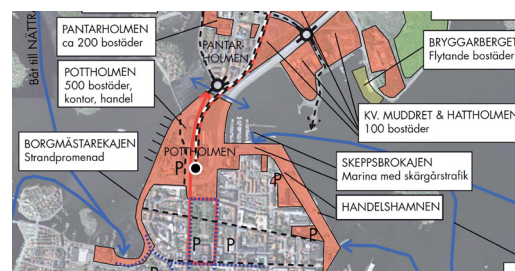 PANTARHOLMEN
ca 200 bostäder
PANTAR-
HOLMEN
Båt till NÄTTRA
BRYGGARBERGET
Flytande bostäder
POTTHOLMEN
500 bostäder,
kontor, handel
KV. MUDDRET & HATTHOLMEN
100 bostäder
BORGMÄSTAREKAJEN
Strandpromenad
POTTHOLMEN
P
SKEPPSBROKAJEN
Marina med skärgårstrafik
P
HANDELSHAMNEN
P
P
P
P